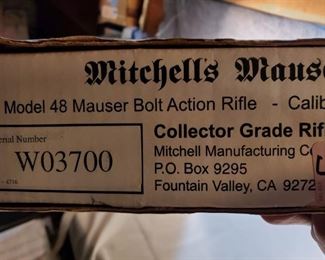 Mitchell's Mause
Model 48 Mauser Bolt Action Rifle - Calib
erial Number
W03700
Collector Grade Rif
Mitchell Manufacturing Co
P.O. Box 9295
Fountain Valley, CA 9272